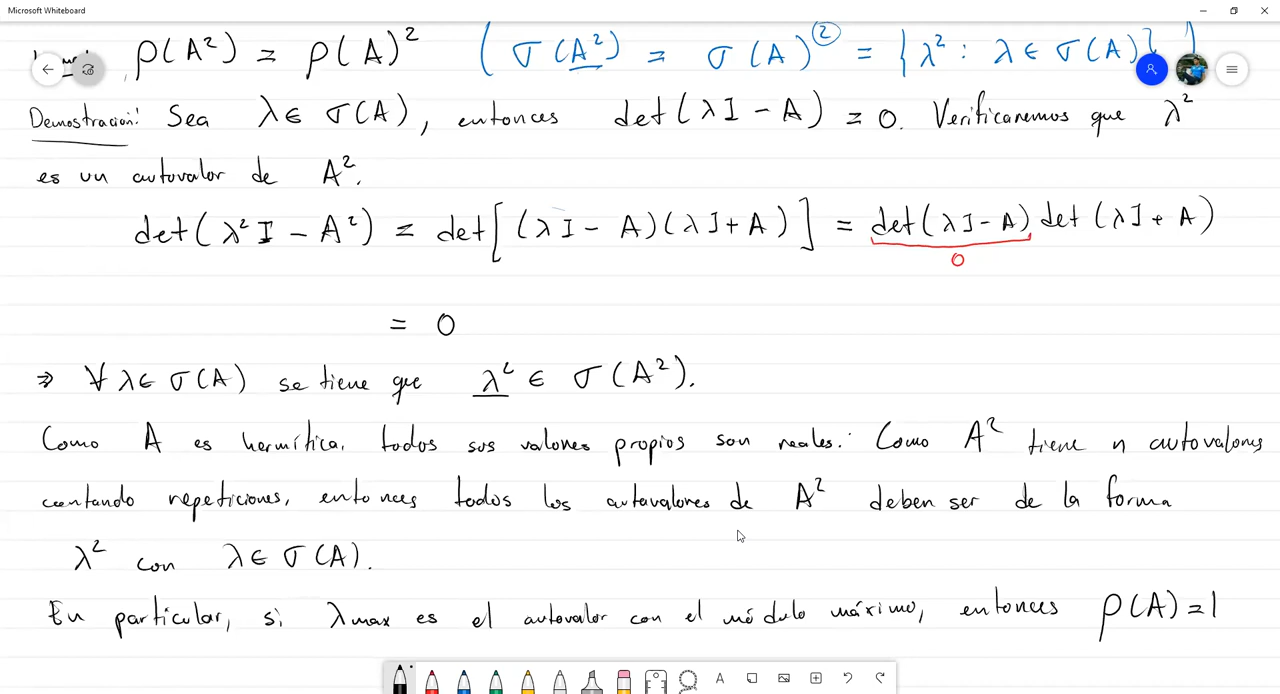 Microsoft Whiteboard
ρ(A²) = ρ(A)² ( σ(A²) = σ(A)² = {λ² : λ ∈ σ(A)} )
Demostración: Sea λ ∈ σ(A), entonces det(λI - A) = 0. Verificaremos que λ²
es un autovalor de A².
det(λ²I - A²) = det[(λI - A)(λI + A)] = det(λI - A) det(λI + A)
0
= 0
⇒ ∀ λ ∈ σ(A) se tiene que λ² ∈ σ(A²).
Como A es hermítica, todos sus valores propios son reales. Como A² tiene n autovalores
contando repeticiones, entonces todos los autovalores de A² deben ser de la forma
λ² con λ ∈ σ(A).
En particular, si λmax es el autovalor con el módulo máximo, entonces ρ(A) = |